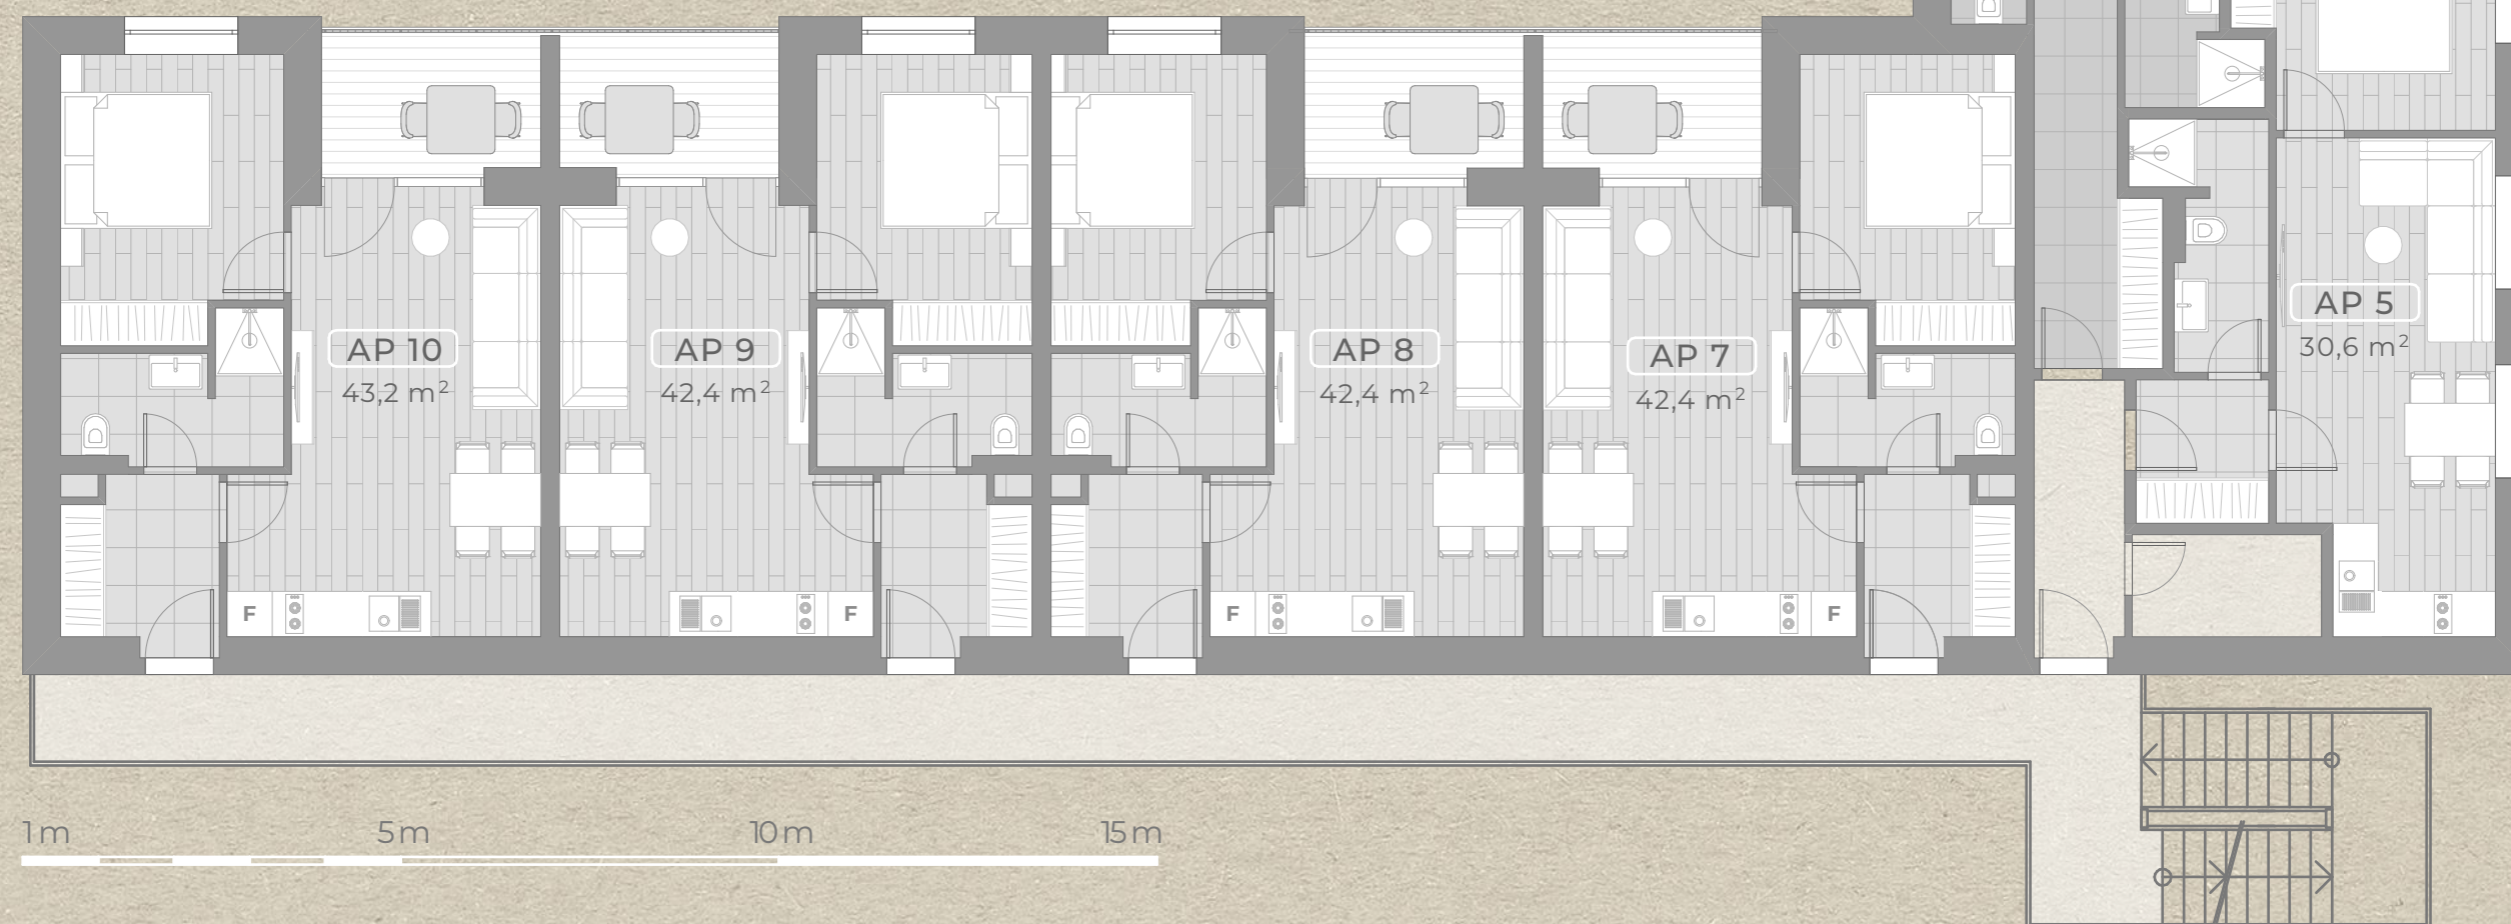 AP 10
43,2 m²
AP 9
42,4 m²
AP 8
42,4 m²
AP 7
42,4 m²
AP 5
30,6 m²
F
F
F
F
1 m
5 m
10 m
15 m